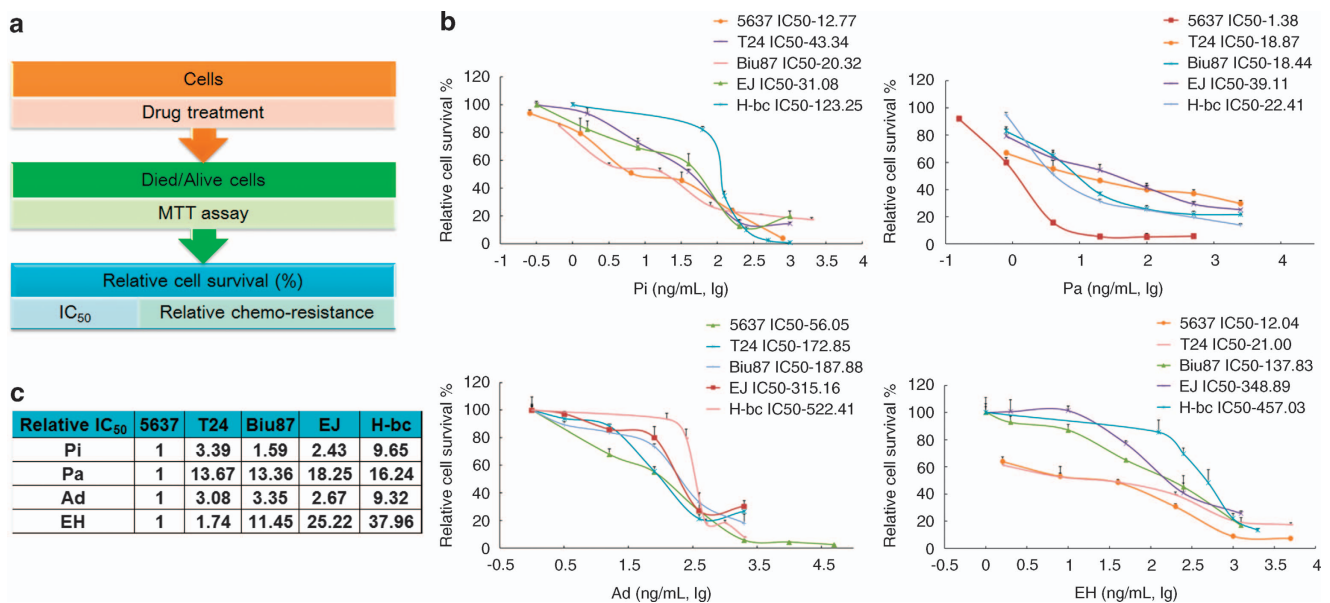 a
Cells
Drug treatment
Died/Alive cells
MTT assay
Relative cell survival (%)
IC50
Relative chemo-resistance
b
5637 IC50-12.77
T24 IC50-43.34
Biu87 IC50-20.32
EJ IC50-31.08
H-bc IC50-123.25
Relative cell survival %
120
100
80
60
40
20
0
-1 -0.5 0 0.5 1 1.5 2 2.5 3 3.5 4
Pi (ng/mL, lg)
5637 IC50-1.38
T24 IC50-18.87
Biu87 IC50-18.44
EJ IC50-39.11
H-bc IC50-22.41
Relative cell survival %
120
100
80
60
40
20
0
-1 0 1 2 3 4
Pa (ng/mL, lg)
5637 IC50-56.05
T24 IC50-172.85
Biu87 IC50-187.88
EJ IC50-315.16
H-bc IC50-522.41
Relative cell survival %
120
100
80
60
40
20
0
-0.5 0.5 1.5 2.5 3.5 4.5
Ad (ng/mL, lg)
5637 IC50-12.04
T24 IC50-21.00
Biu87 IC50-137.83
EJ IC50-348.89
H-bc IC50-457.03
Relative cell survival %
120
100
80
60
40
20
0
-0.5 0 0.5 1 1.5 2 2.5 3 3.5 4
EH (ng/mL, lg)
c
Relative IC50 5637 T24 Biu87 EJ H-bc
Pi 1 3.39 1.59 2.43 9.65
Pa 1 13.67 13.36 18.25 16.24
Ad 1 3.08 3.35 2.67 9.32
EH 1 1.74 11.45 25.22 37.96